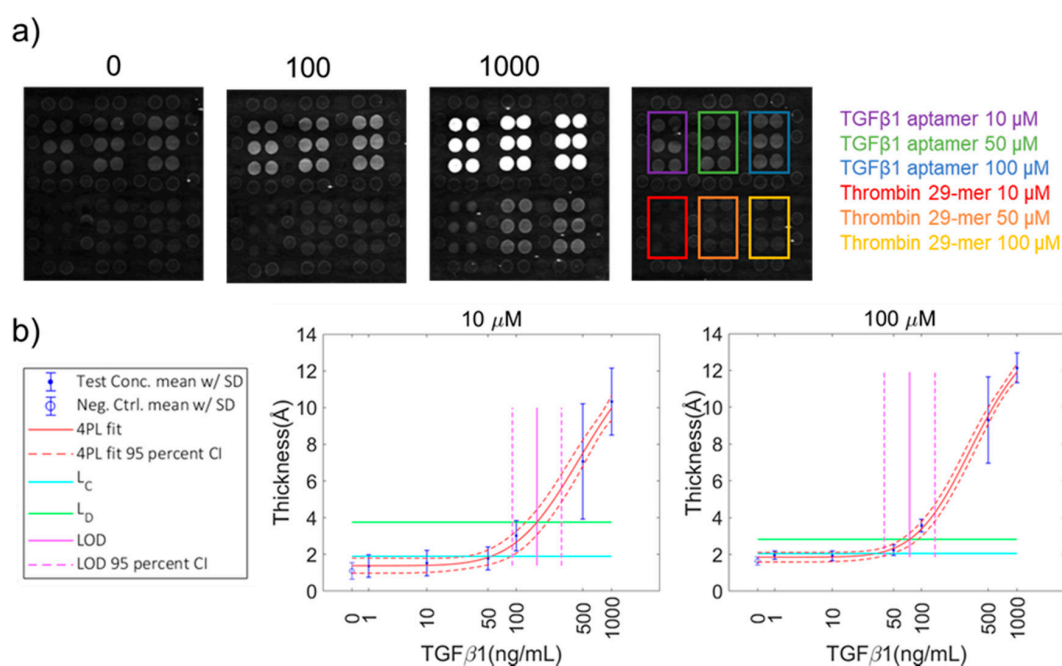 a)
0
100
1000
TGFβ1 aptamer 10 µM
TGFβ1 aptamer 50 µM
TGFβ1 aptamer 100 µM
Thrombin 29-mer 10 µM
Thrombin 29-mer 50 µM
Thrombin 29-mer 100 µM
b)
Test Conc. mean w/ SD
Neg. Ctrl. mean w/ SD
4PL fit
4PL fit 95 percent CI
L_C
L_D
LOD
LOD 95 percent CI
10 µM
Thickness(Å)
14
12
10
8
6
4
2
0
0 1 10 50 100 500 1000
TGFβ1(ng/mL)
100 µM
Thickness(Å)
14
12
10
8
6
4
2
0
0 1 10 50 100 500 1000
TGFβ1(ng/mL)